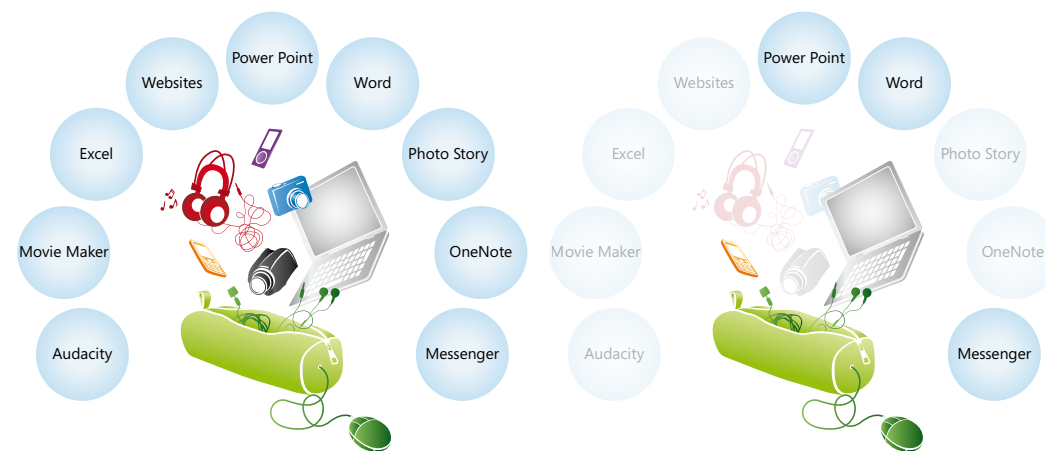 Power Point
Websites
Word
Excel
Photo Story
Movie Maker
OneNote
Audacity
Messenger
Power Point
Websites
Word
Excel
Photo Story
Movie Maker
OneNote
Audacity
Messenger